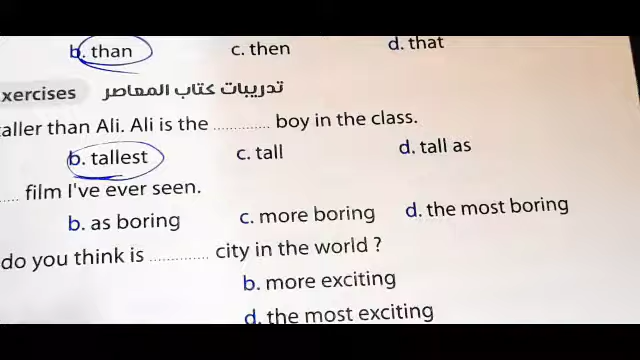 b. than c. then d. that
xercises تدريبات كتاب المعاصر
aller than Ali. Ali is the .............. boy in the class.
b. tallest c. tall d. tall as
..... film I've ever seen.
b. as boring c. more boring d. the most boring
do you think is .............. city in the world ?
b. more exciting
d. the most exciting